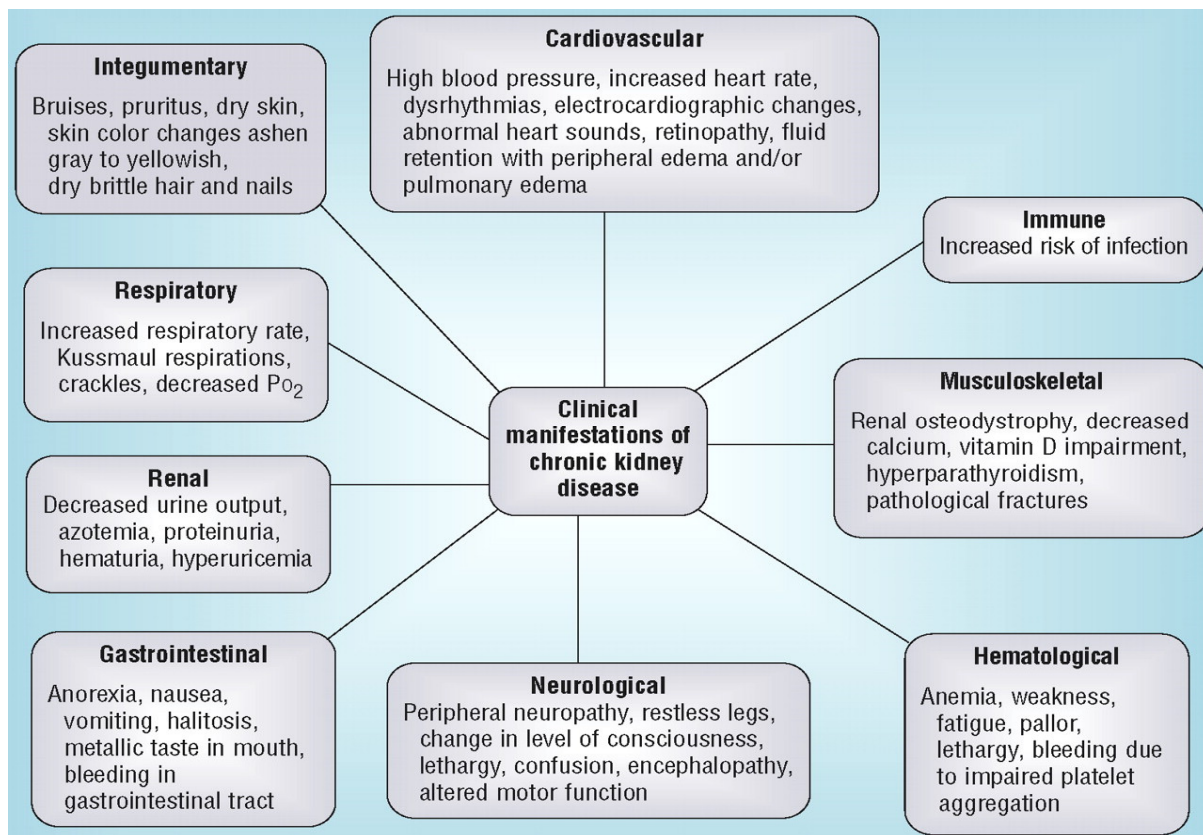 Integumentary
Bruises, pruritus, dry skin,
skin color changes ashen
gray to yellowish,
dry brittle hair and nails
Cardiovascular
High blood pressure, increased heart rate,
dysrhythmias, electrocardiographic changes,
abnormal heart sounds, retinopathy, fluid
retention with peripheral edema and/or
pulmonary edema
Immune
Increased risk of infection
Respiratory
Increased respiratory rate,
Kussmaul respirations,
crackles, decreased PO2
Clinical
manifestations of
chronic kidney
disease
Musculoskeletal
Renal osteodystrophy, decreased
calcium, vitamin D impairment,
hyperparathyroidism,
pathological fractures
Renal
Decreased urine output,
azotemia, proteinuria,
hematuria, hyperuricemia
Gastrointestinal
Anorexia, nausea,
vomiting, halitosis,
metallic taste in mouth,
bleeding in
gastrointestinal tract
Neurological
Peripheral neuropathy, restless legs,
change in level of consciousness,
lethargy, confusion, encephalopathy,
altered motor function
Hematological
Anemia, weakness,
fatigue, pallor,
lethargy, bleeding due
to impaired platelet
aggregation